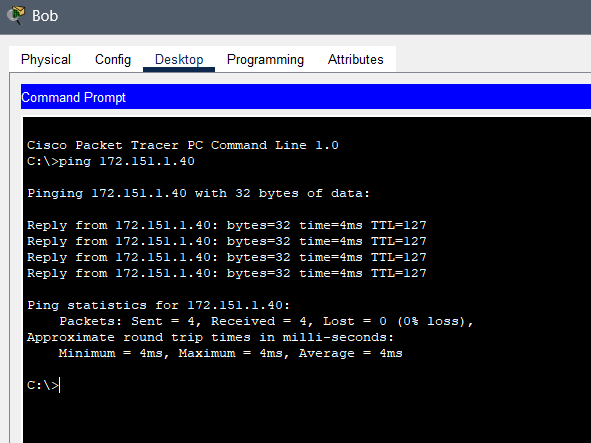 Bob
Physical Config Desktop Programming Attributes
Command Prompt
Cisco Packet Tracer PC Command Line 1.0
C:\>ping 172.151.1.40
Pinging 172.151.1.40 with 32 bytes of data:
Reply from 172.151.1.40: bytes=32 time=4ms TTL=127
Reply from 172.151.1.40: bytes=32 time=4ms TTL=127
Reply from 172.151.1.40: bytes=32 time=4ms TTL=127
Reply from 172.151.1.40: bytes=32 time=4ms TTL=127
Ping statistics for 172.151.1.40:
Packets: Sent = 4, Received = 4, Lost = 0 (0% loss),
Approximate round trip times in milli-seconds:
Minimum = 4ms, Maximum = 4ms, Average = 4ms
C:\>